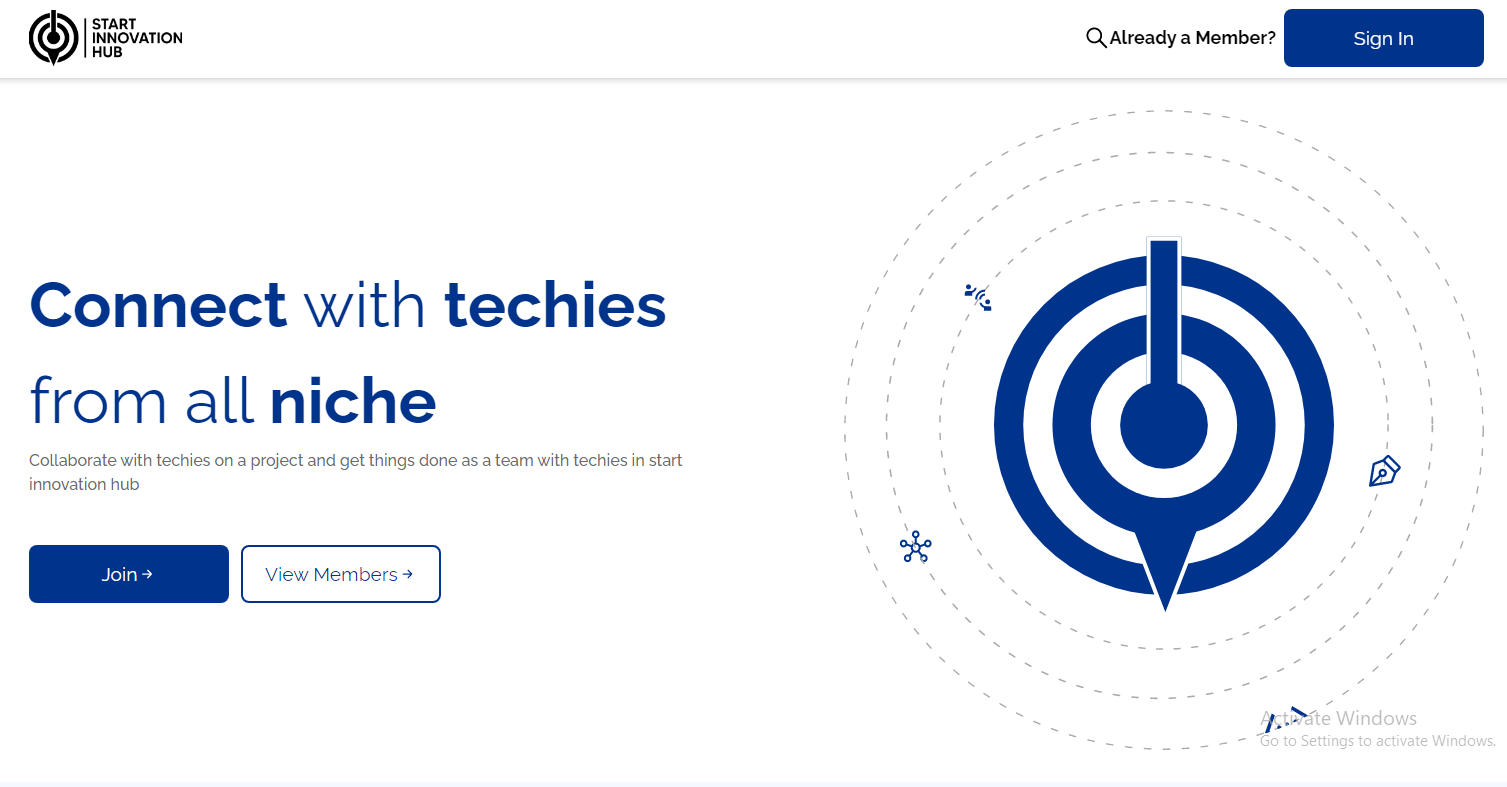 START
INNOVATION
HUB
Already a Member?
Sign In
Connect with techies
from all niche
Collaborate with techies on a project and get things done as a team with techies in start
innovation hub
Join →
View Members →
Activate Windows
Go to Settings to activate Windows.